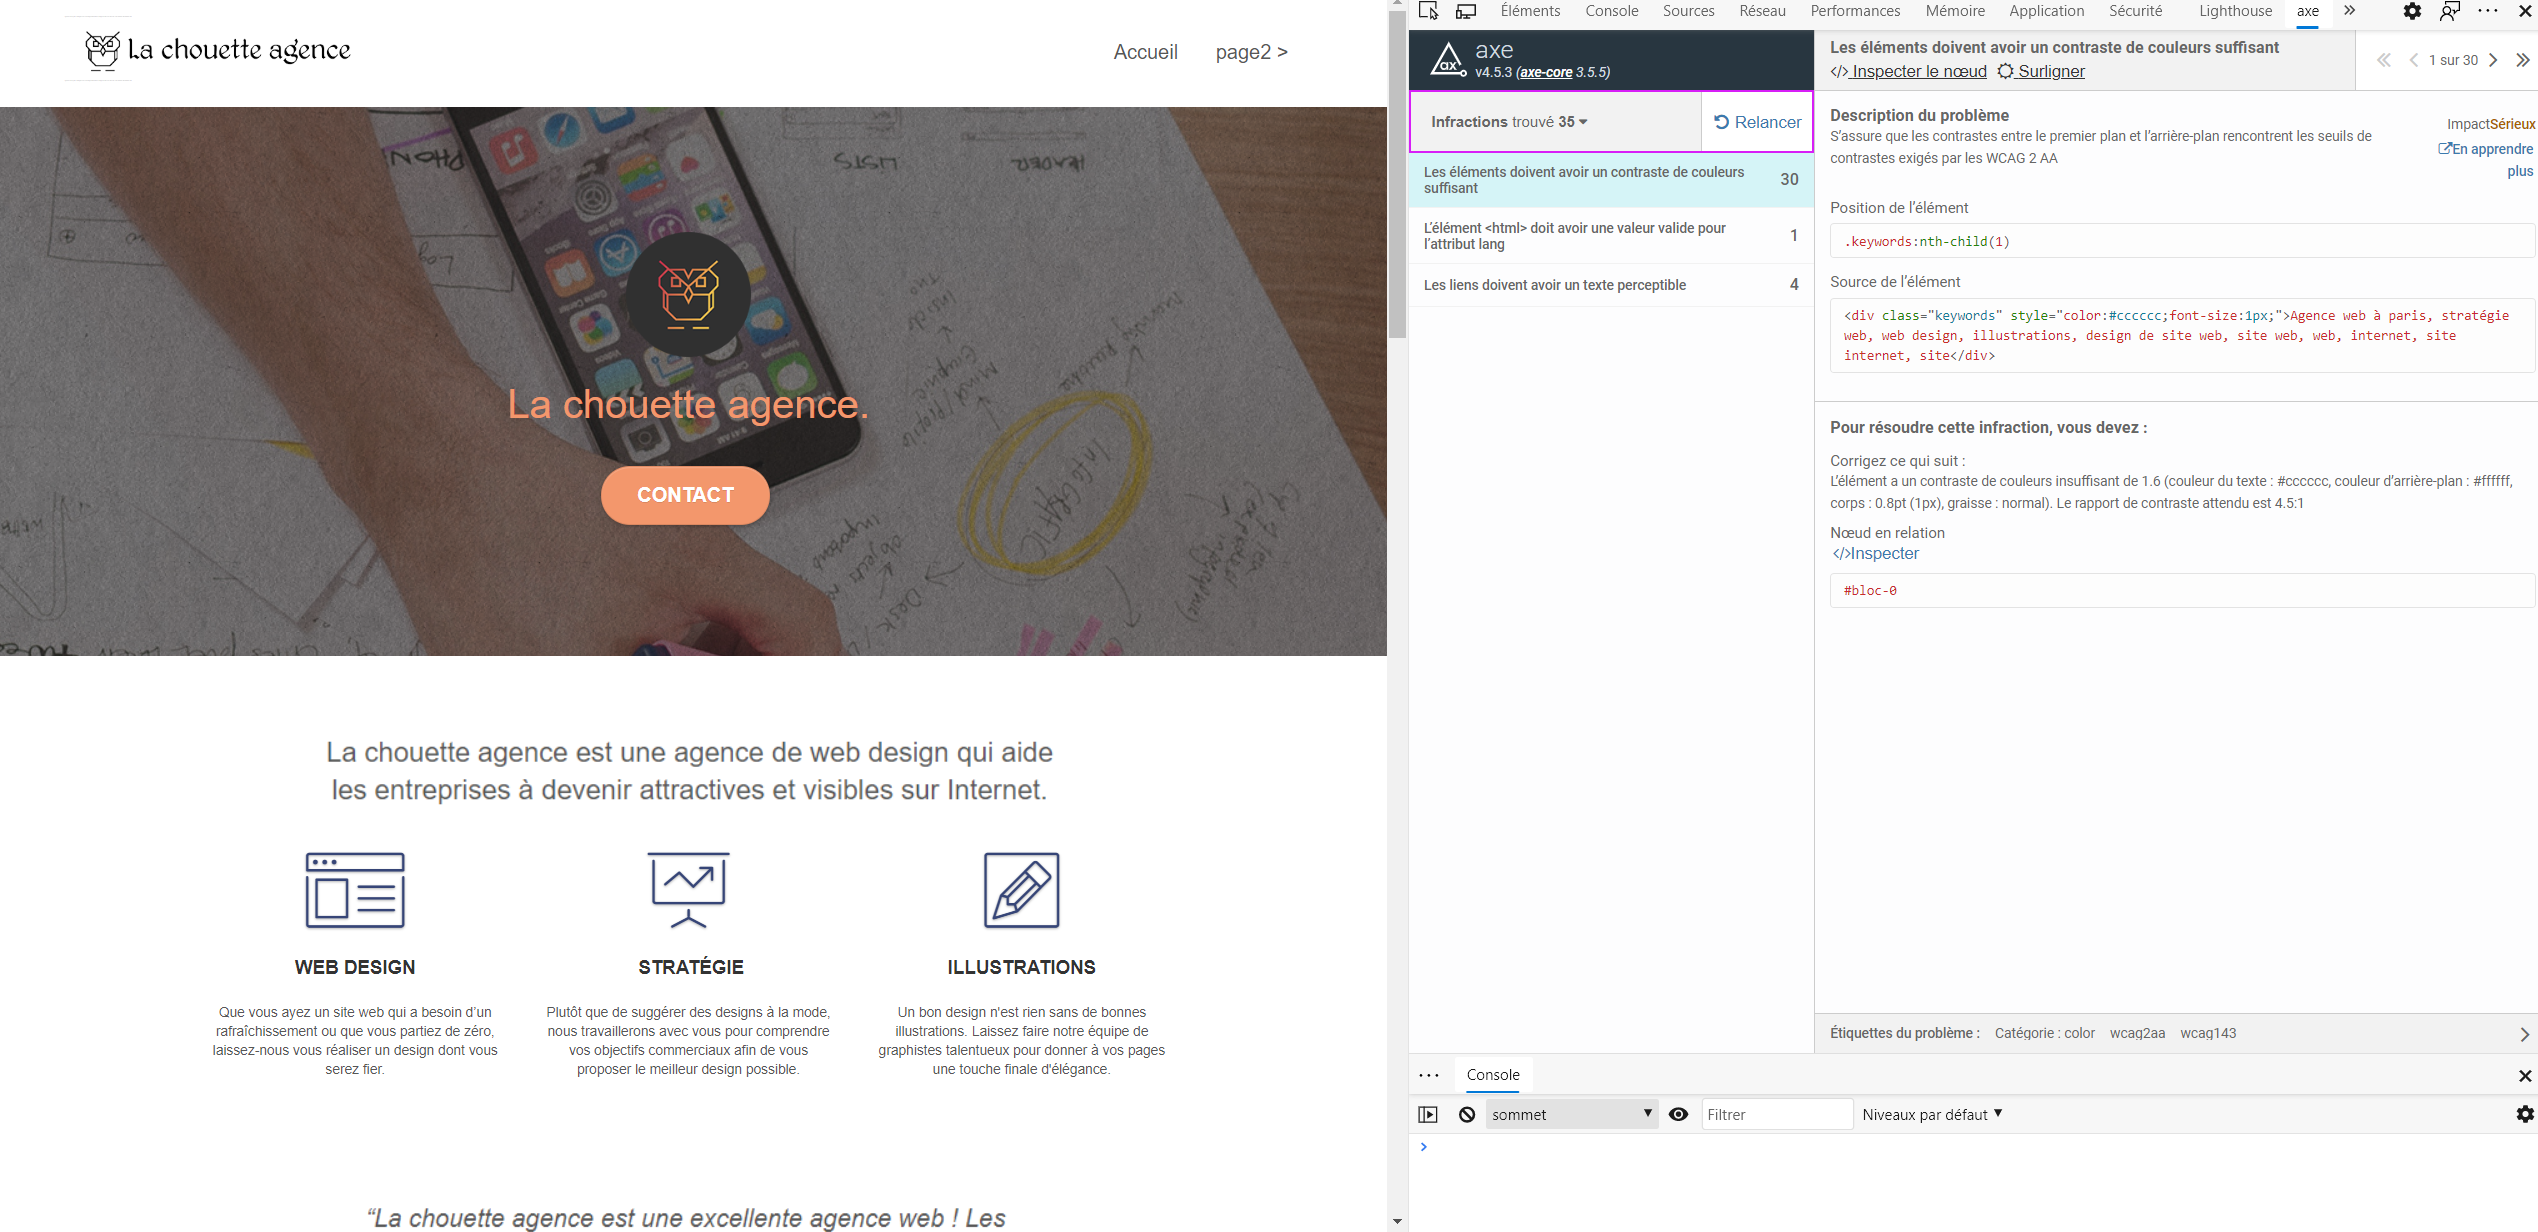 La chouette agence
Accueil
page2 >
PHON
LISTS
HEADER
INFOGRAPHIC
La chouette agence.
CONTACT
La chouette agence est une agence de web design qui aide
les entreprises à devenir attractives et visibles sur Internet.
WEB DESIGN
Que vous ayez un site web qui a besoin d’un
rafraîchissement ou que vous partiez de zéro,
laissez-nous vous réaliser un design dont vous
serez fier.
STRATÉGIE
Plutôt que de suggérer des designs à la mode,
nous travaillerons avec vous pour comprendre
vos objectifs commerciaux afin de vous
proposer le meilleur design possible.
ILLUSTRATIONS
Un bon design n'est rien sans de bonnes
illustrations. Laissez faire notre équipe de
graphistes talentueux pour donner à vos pages
une touche finale d'élégance.
“La chouette agence est une excellente agence web ! Les
Éléments
Console
Sources
Réseau
Performances
Mémoire
Application
Sécurité
Lighthouse
axe
axe
v4.5.3 (axe-core 3.5.5)
Infractions trouvé 35
Relancer
Les éléments doivent avoir un contraste de couleurs
suffisant
30
L’élément <html> doit avoir une valeur valide pour
l’attribut lang
1
Les liens doivent avoir un texte perceptible
4
Les éléments doivent avoir un contraste de couleurs suffisant
</> Inspecter le nœud
Surligner
1 sur 30
Description du problème
S’assure que les contrastes entre le premier plan et l’arrière-plan rencontrent les seuils de
contrastes exigés par les WCAG 2 AA
ImpactSérieux
En apprendre
plus
Position de l’élément
.keywords:nth-child(1)
Source de l’élément
<div class="keywords" style="color:#cccccc;font-size:1px;">Agence web à paris, stratégie
web, web design, illustrations, design de site web, site web, web, internet, site
internet, site</div>
Pour résoudre cette infraction, vous devez :
Corrigez ce qui suit :
L’élément a un contraste de couleurs insuffisant de 1.6 (couleur du texte : #cccccc, couleur d’arrière-plan : #ffffff,
corps : 0.8pt (1px), graisse : normal). Le rapport de contraste attendu est 4.5:1
Nœud en relation
</>Inspecter
#bloc-0
Étiquettes du problème :
Catégorie : color
wcag2aa
wcag143
Console
sommet
Filtrer
Niveaux par défaut